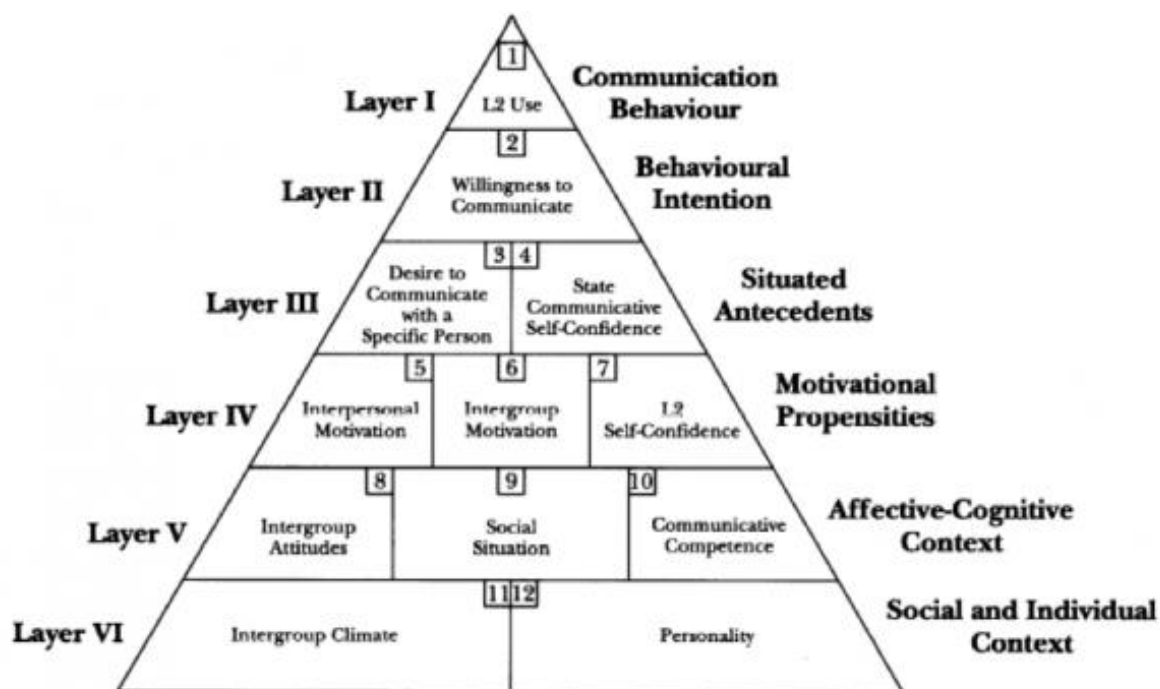 1
Communication
Behaviour
Layer I
L2 Use
2
Behavioural
Intention
Layer II
Willingness to
Communicate
3 4
Situated
Antecedents
Layer III
Desire to
Communicate
with a
Specific Person
State
Communicative
Self-Confidence
5 6 7
Motivational
Propensities
Layer IV
Interpersonal
Motivation
Intergroup
Motivation
L2
Self-Confidence
8 9 10
Affective-Cognitive
Context
Layer V
Intergroup
Attitudes
Social
Situation
Communicative
Competence
11 12
Social and Individual
Context
Layer VI
Intergroup Climate
Personality